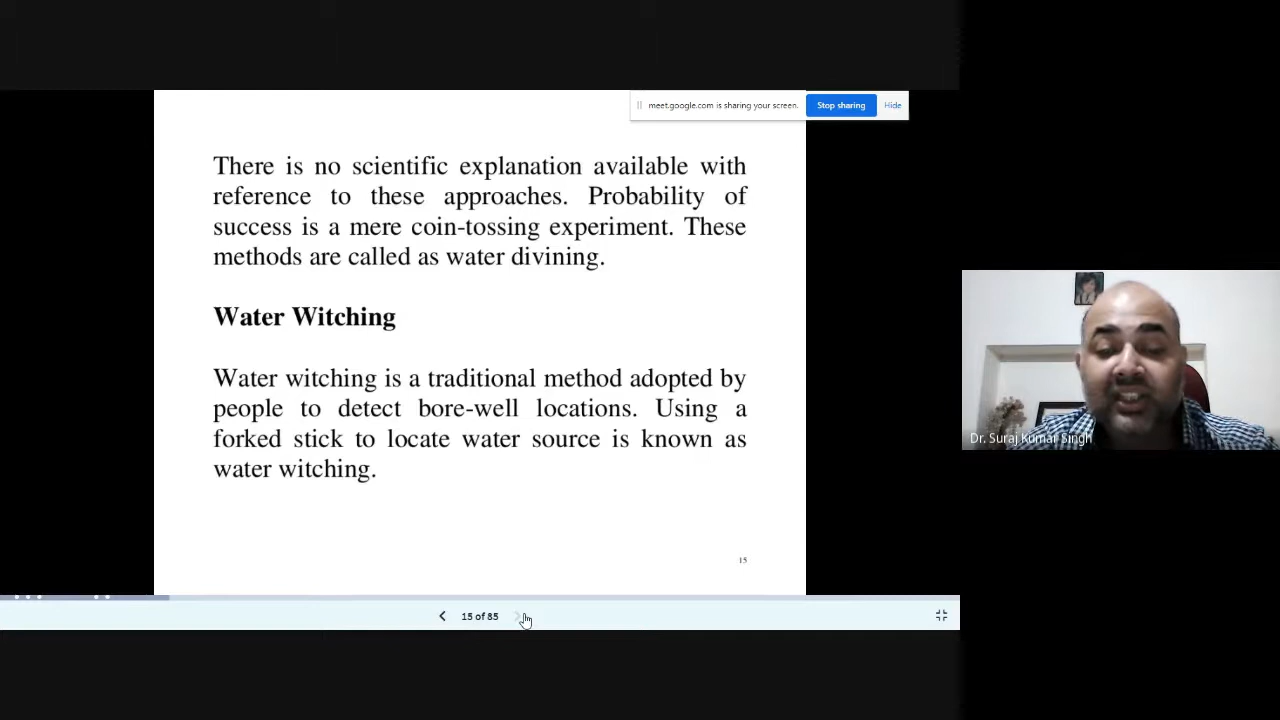 meet.google.com is sharing your screen.
Stop sharing
Hide
There is no scientific explanation available with
reference to these approaches. Probability of
success is a mere coin-tossing experiment. These
methods are called as water divining.
Water Witching
Water witching is a traditional method adopted by
people to detect bore-well locations. Using a
forked stick to locate water source is known as
water witching.
15
15 of 85
Dr. Suraj Kumar Singh